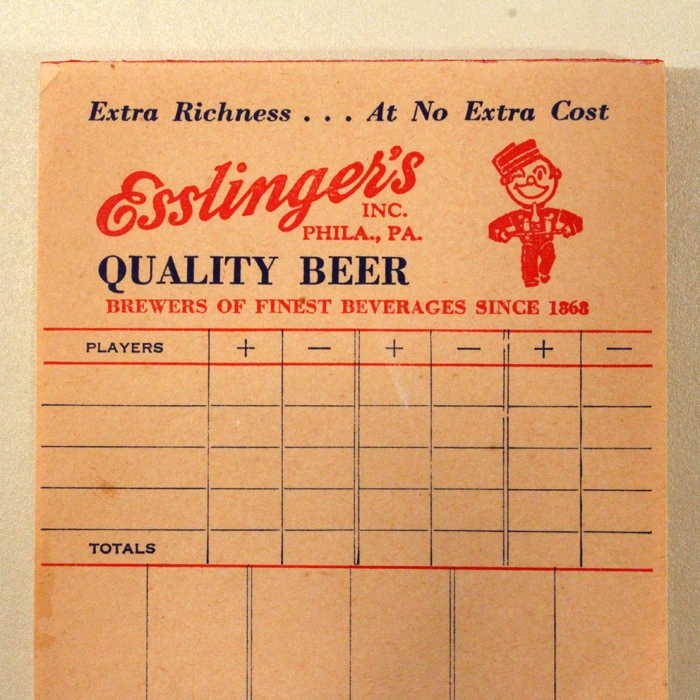 Extra Richness . . . At No Extra Cost
Esslinger's
INC.
PHILA., PA.
QUALITY BEER
BREWERS OF FINEST BEVERAGES SINCE 1868
PLAYERS + — + — + —
TOTALS